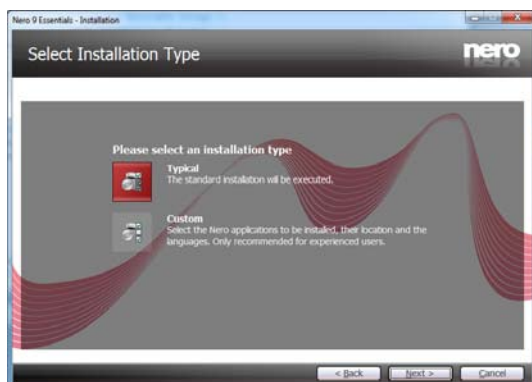 Nero 9 Essentials - Installation
Select Installation Type
nero
Please select an installation type
Typical
The standard installation will be executed.
Custom
Select the Nero applications to be installed, their location and the
languages. Only recommended for experienced users.
< Back
Next >
Cancel